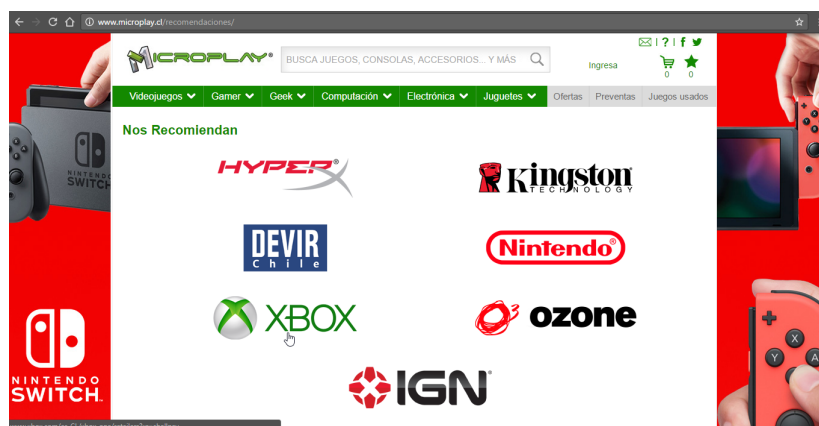 www.microplay.cl/recomendaciones/
MICROPLAY®
BUSCA JUEGOS, CONSOLAS, ACCESORIOS... Y MÁS
? f
Ingresa
0 0
Videojuegos Gamer Geek Computación Electrónica Juguetes Ofertas Preventas Juegos usados
Nos Recomiendan
HYPERX®
Kingston
TECHNOLOGY
DEVIR
Chile
Nintendo®
XBOX
ozone
IGN
NINTENDO
SWITCH
NINTENDO
SWITCH.
X
Y A